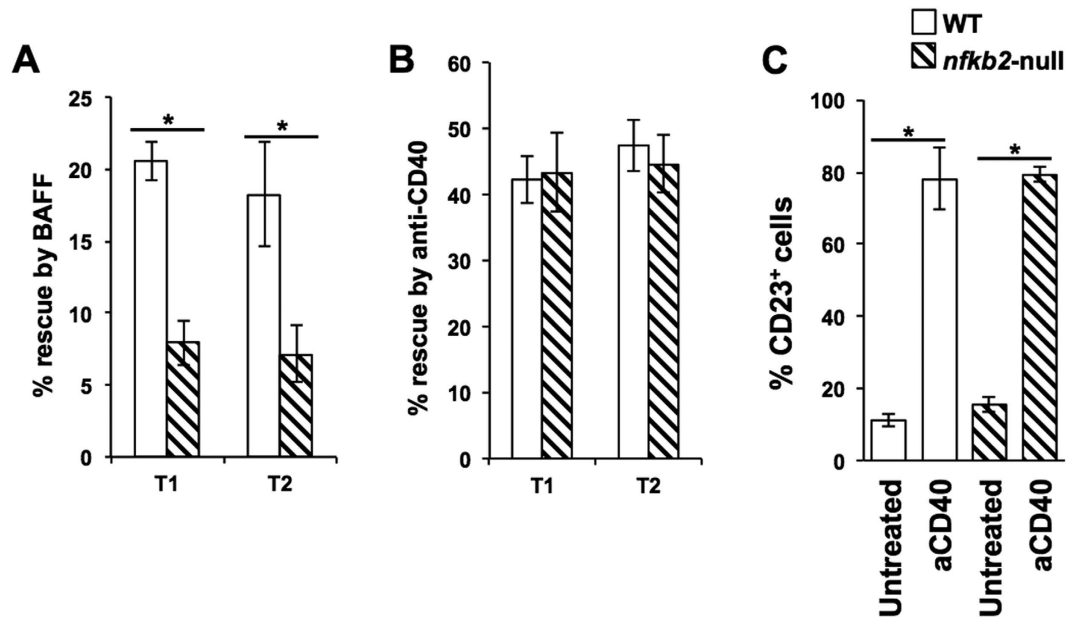 WT
nfkb2-null
A
% rescue by BAFF
25
20
15
10
5
0
*
*
T1
T2
B
% rescue by anti-CD40
60
50
40
30
20
10
0
T1
T2
C
% CD23+ cells
100
80
60
40
20
0
*
*
Untreated
aCD40
Untreated
aCD40